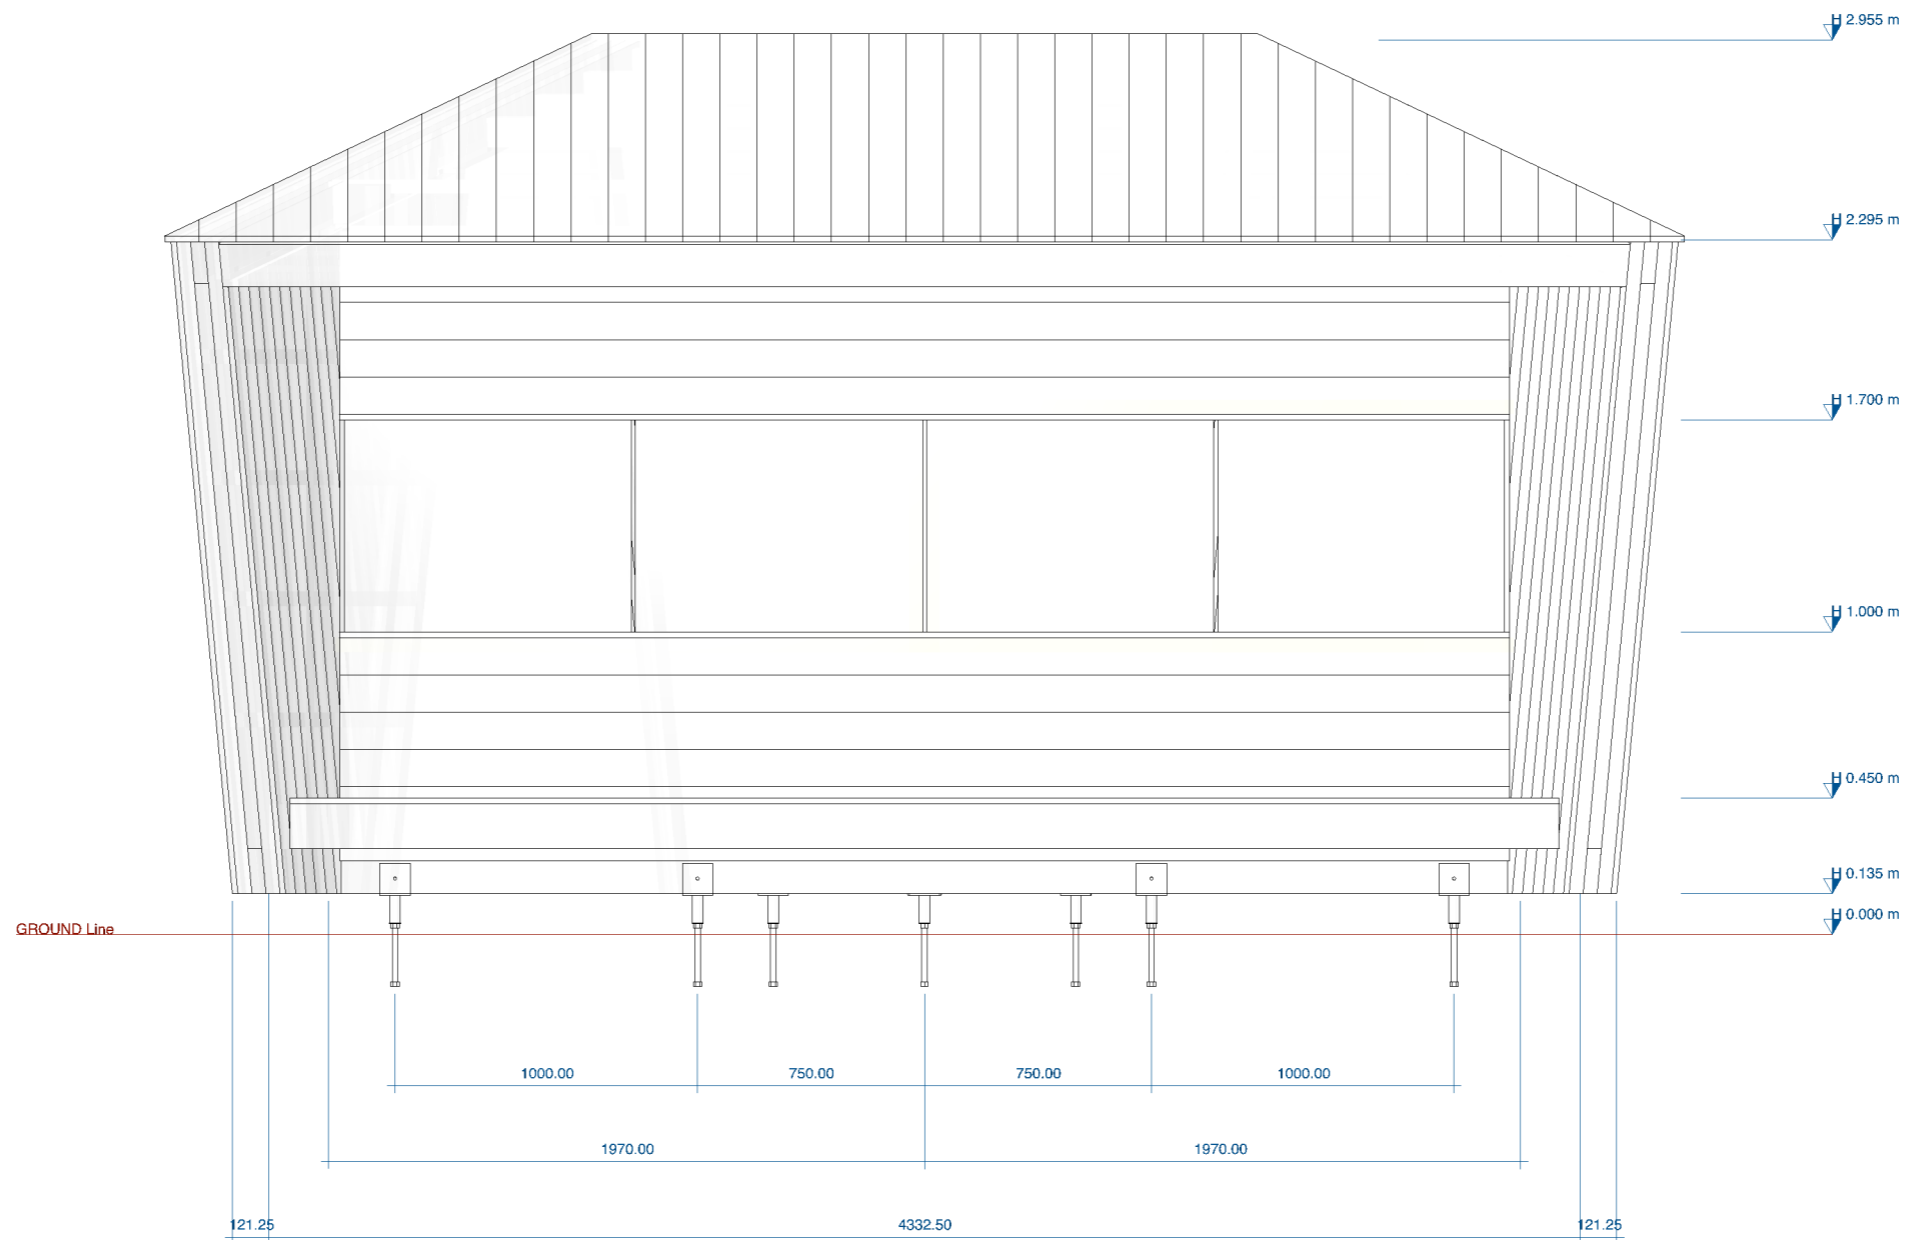 H 2.955 m
H 2.295 m
H 1.700 m
H 1.000 m
H 0.450 m
H 0.135 m
H 0.000 m
GROUND Line
1000.00 750.00 750.00 1000.00
1970.00 1970.00
121.25 4332.50 121.25